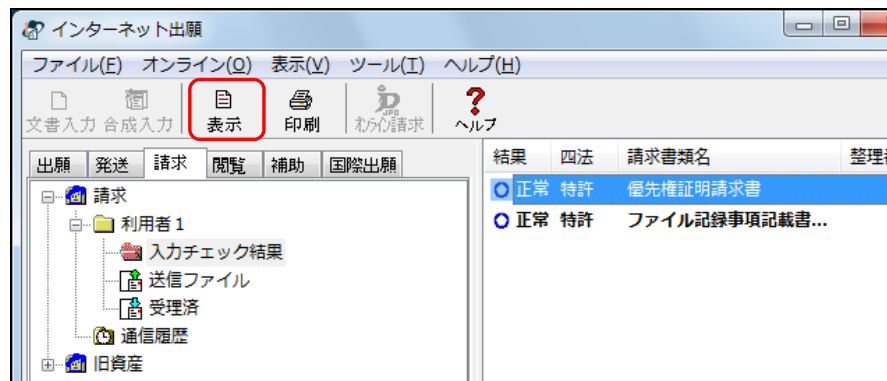 インターネット出願
ファイル(F) オンライン(O) 表示(V) ツール(T) ヘルプ(H)
文書入力 合成入力 表示 印刷 わライン請求 ヘルプ
出願 発送 請求 閲覧 補助 国際出願
請求
利用者1
入力チェック結果
送信ファイル
受理済
通信履歴
旧資産
結果 四法 請求書類名
正常 特許 優先権証明請求書
正常 特許 ファイル記録事項記載書...